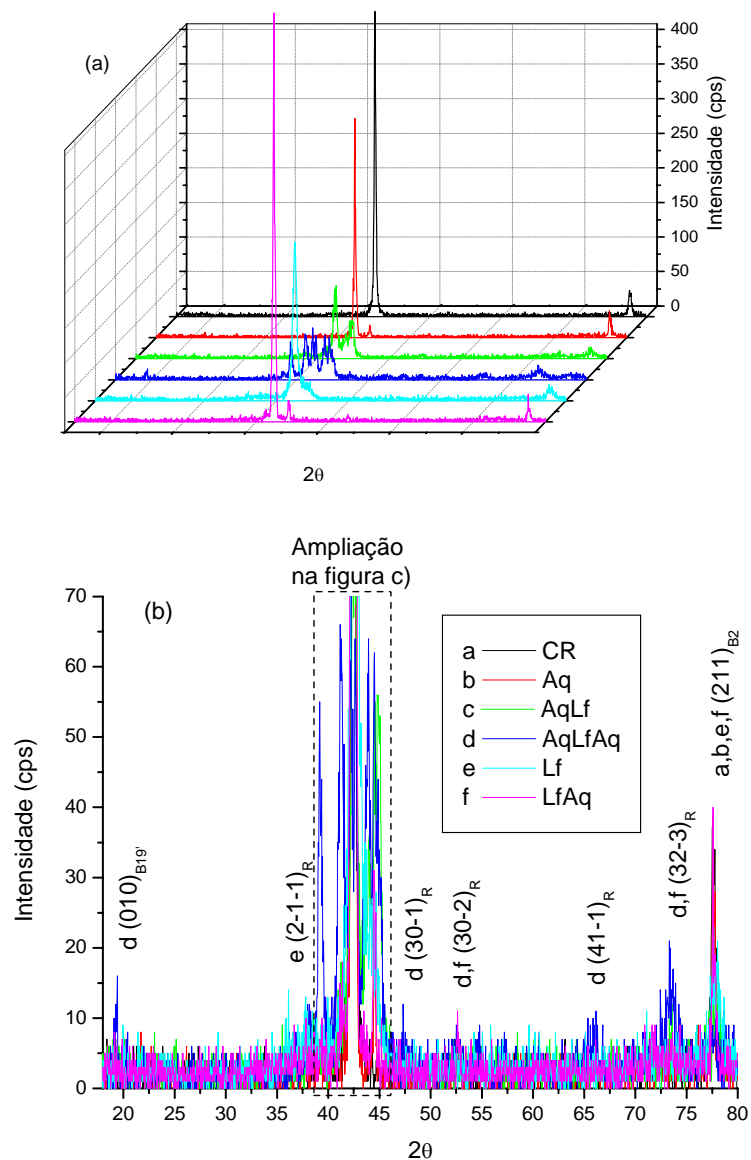 (a)
400
350
300
250
200
150
100
50
0
Intensidade (cps)
2θ
Ampliação
na figura c)
(b)
70
60
50
40
30
20
10
0
Intensidade (cps)
a CR
b Aq
c AqLf
d AqLfAq
e Lf
f LfAq
d (010)B19'
e (2-1-1)R
d (30-1)R
d,f (30-2)R
d (41-1)R
d,f (32-3)R
a,b,e,f (211)B2
20 25 30 35 40 45 50 55 60 65 70 75 80
2θ